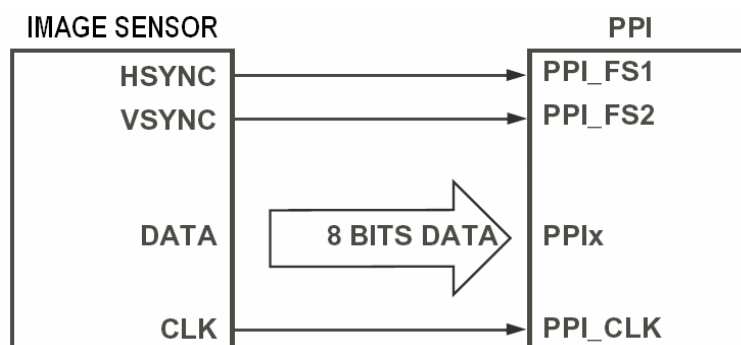 IMAGE SENSOR PPI
HSYNC PPI_FS1
VSYNC PPI_FS2
DATA 8 BITS DATA PPIx
CLK PPI_CLK